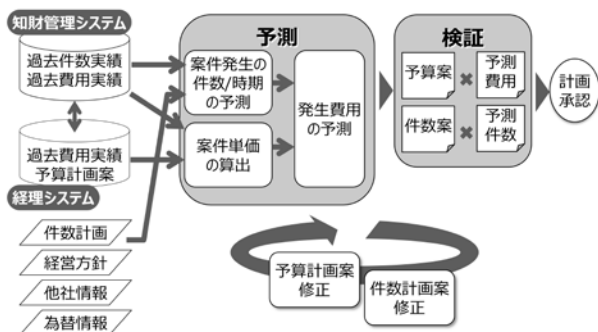 知財管理システム
過去件数実績
過去費用実績
過去費用実績
予算計画案
経理システム
件数計画
経営方針
他社情報
為替情報
予測
案件発生の
件数/時期
の予測
案件単価
の算出
発生費用
の予測
検証
予算案
×
予測
費用
件数案
×
予測
件数
計画
承認
予算計画案
修正
件数計画案
修正